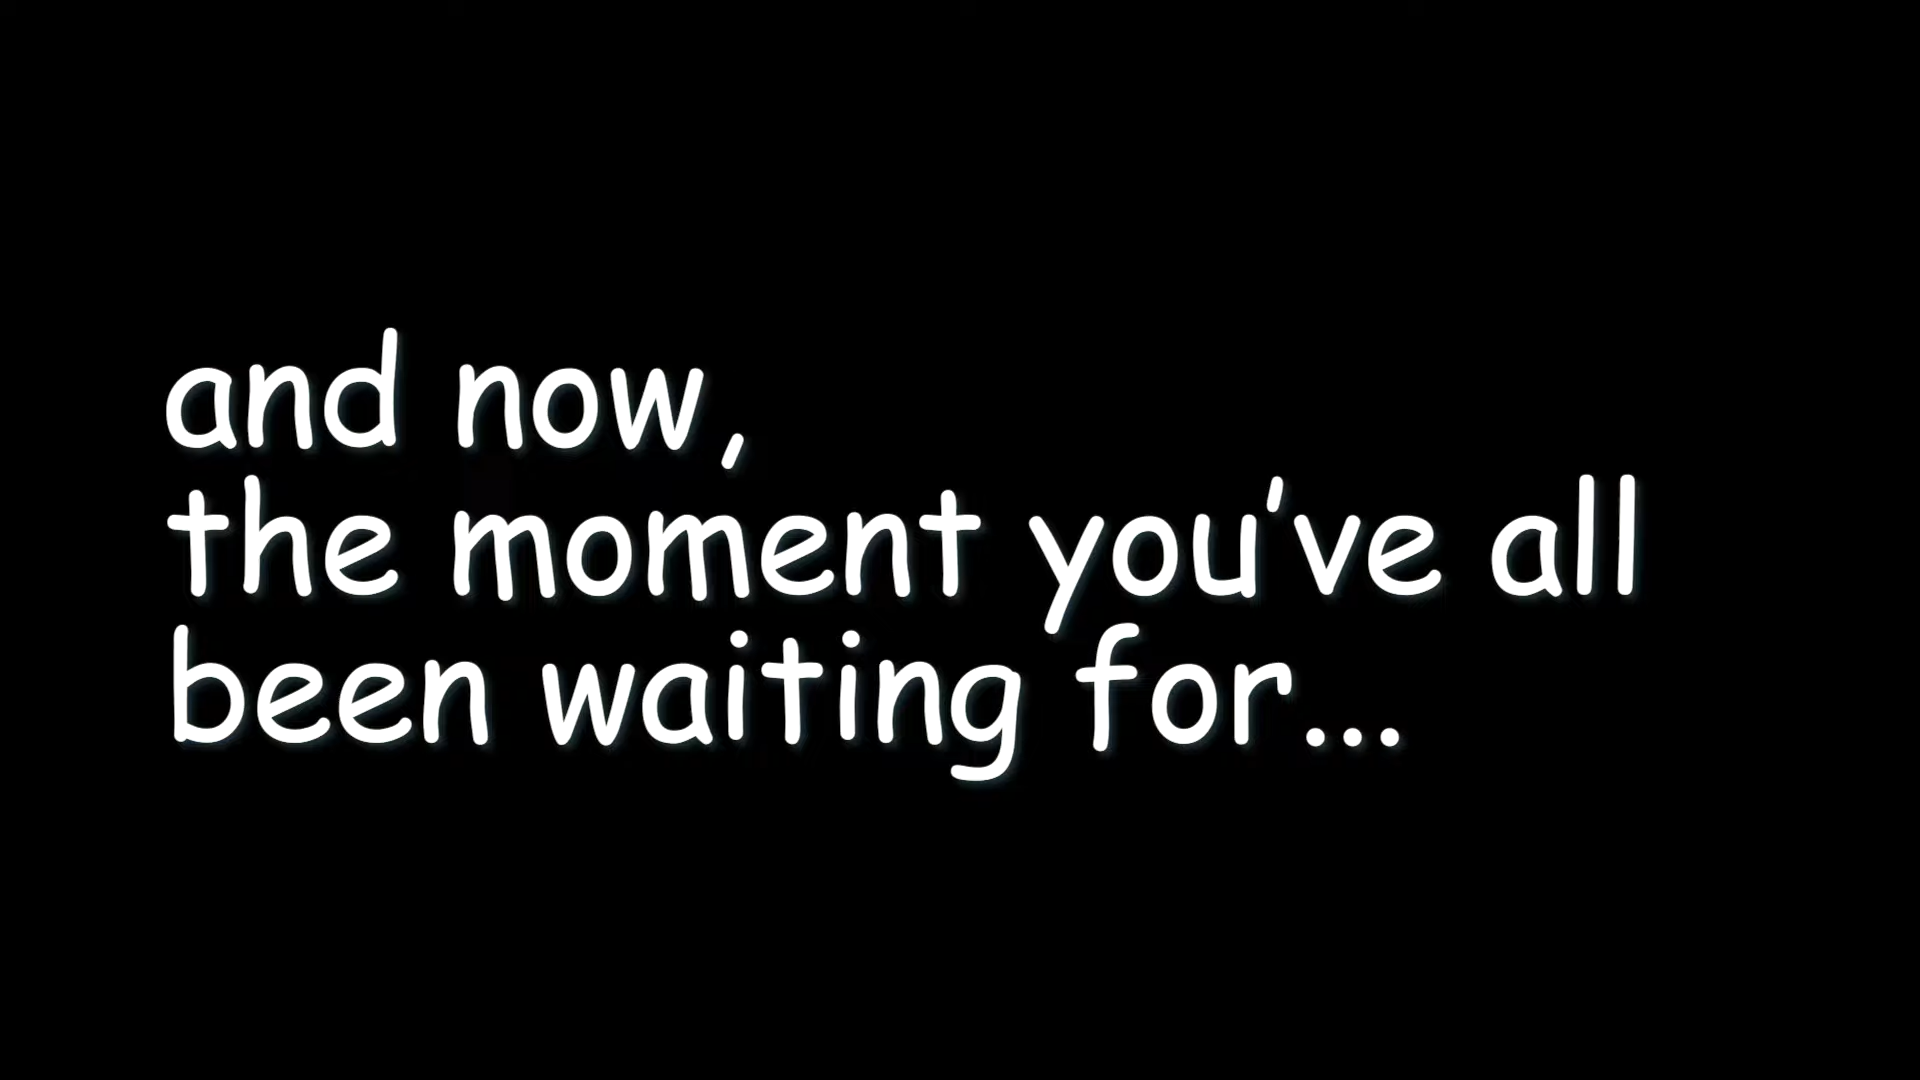 and now,
the moment you've all
been waiting for...